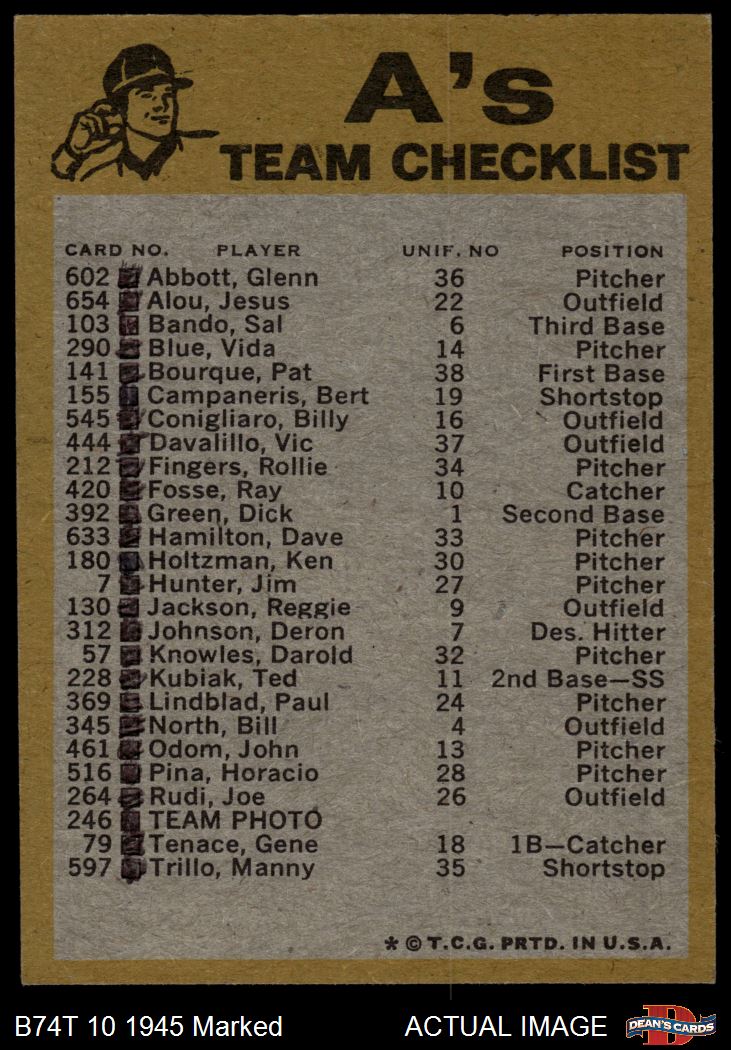 A's
TEAM CHECKLIST
CARD NO. PLAYER UNIF. NO POSITION
602 Abbott, Glenn 36 Pitcher
654 Alou, Jesus 22 Outfield
103 Bando, Sal 6 Third Base
290 Blue, Vida 14 Pitcher
141 Bourque, Pat 38 First Base
155 Campaneris, Bert 19 Shortstop
545 Conigliaro, Billy 16 Outfield
444 Davalillo, Vic 37 Outfield
212 Fingers, Rollie 34 Pitcher
420 Fosse, Ray 10 Catcher
392 Green, Dick 1 Second Base
633 Hamilton, Dave 33 Pitcher
180 Holtzman, Ken 30 Pitcher
7 Hunter, Jim 27 Pitcher
130 Jackson, Reggie 9 Outfield
312 Johnson, Deron 7 Des. Hitter
57 Knowles, Darold 32 Pitcher
228 Kubiak, Ted 11 2nd Base—SS
369 Lindblad, Paul 24 Pitcher
345 North, Bill 4 Outfield
461 Odom, John 13 Pitcher
516 Pina, Horacio 28 Pitcher
264 Rudi, Joe 26 Outfield
246 TEAM PHOTO
79 Tenace, Gene 18 1B—Catcher
597 Trillo, Manny 35 Shortstop
* © T.C.G. PRTD. IN U.S.A.
B74T 10 1945 Marked ACTUAL IMAGE DEAN'S CARDS